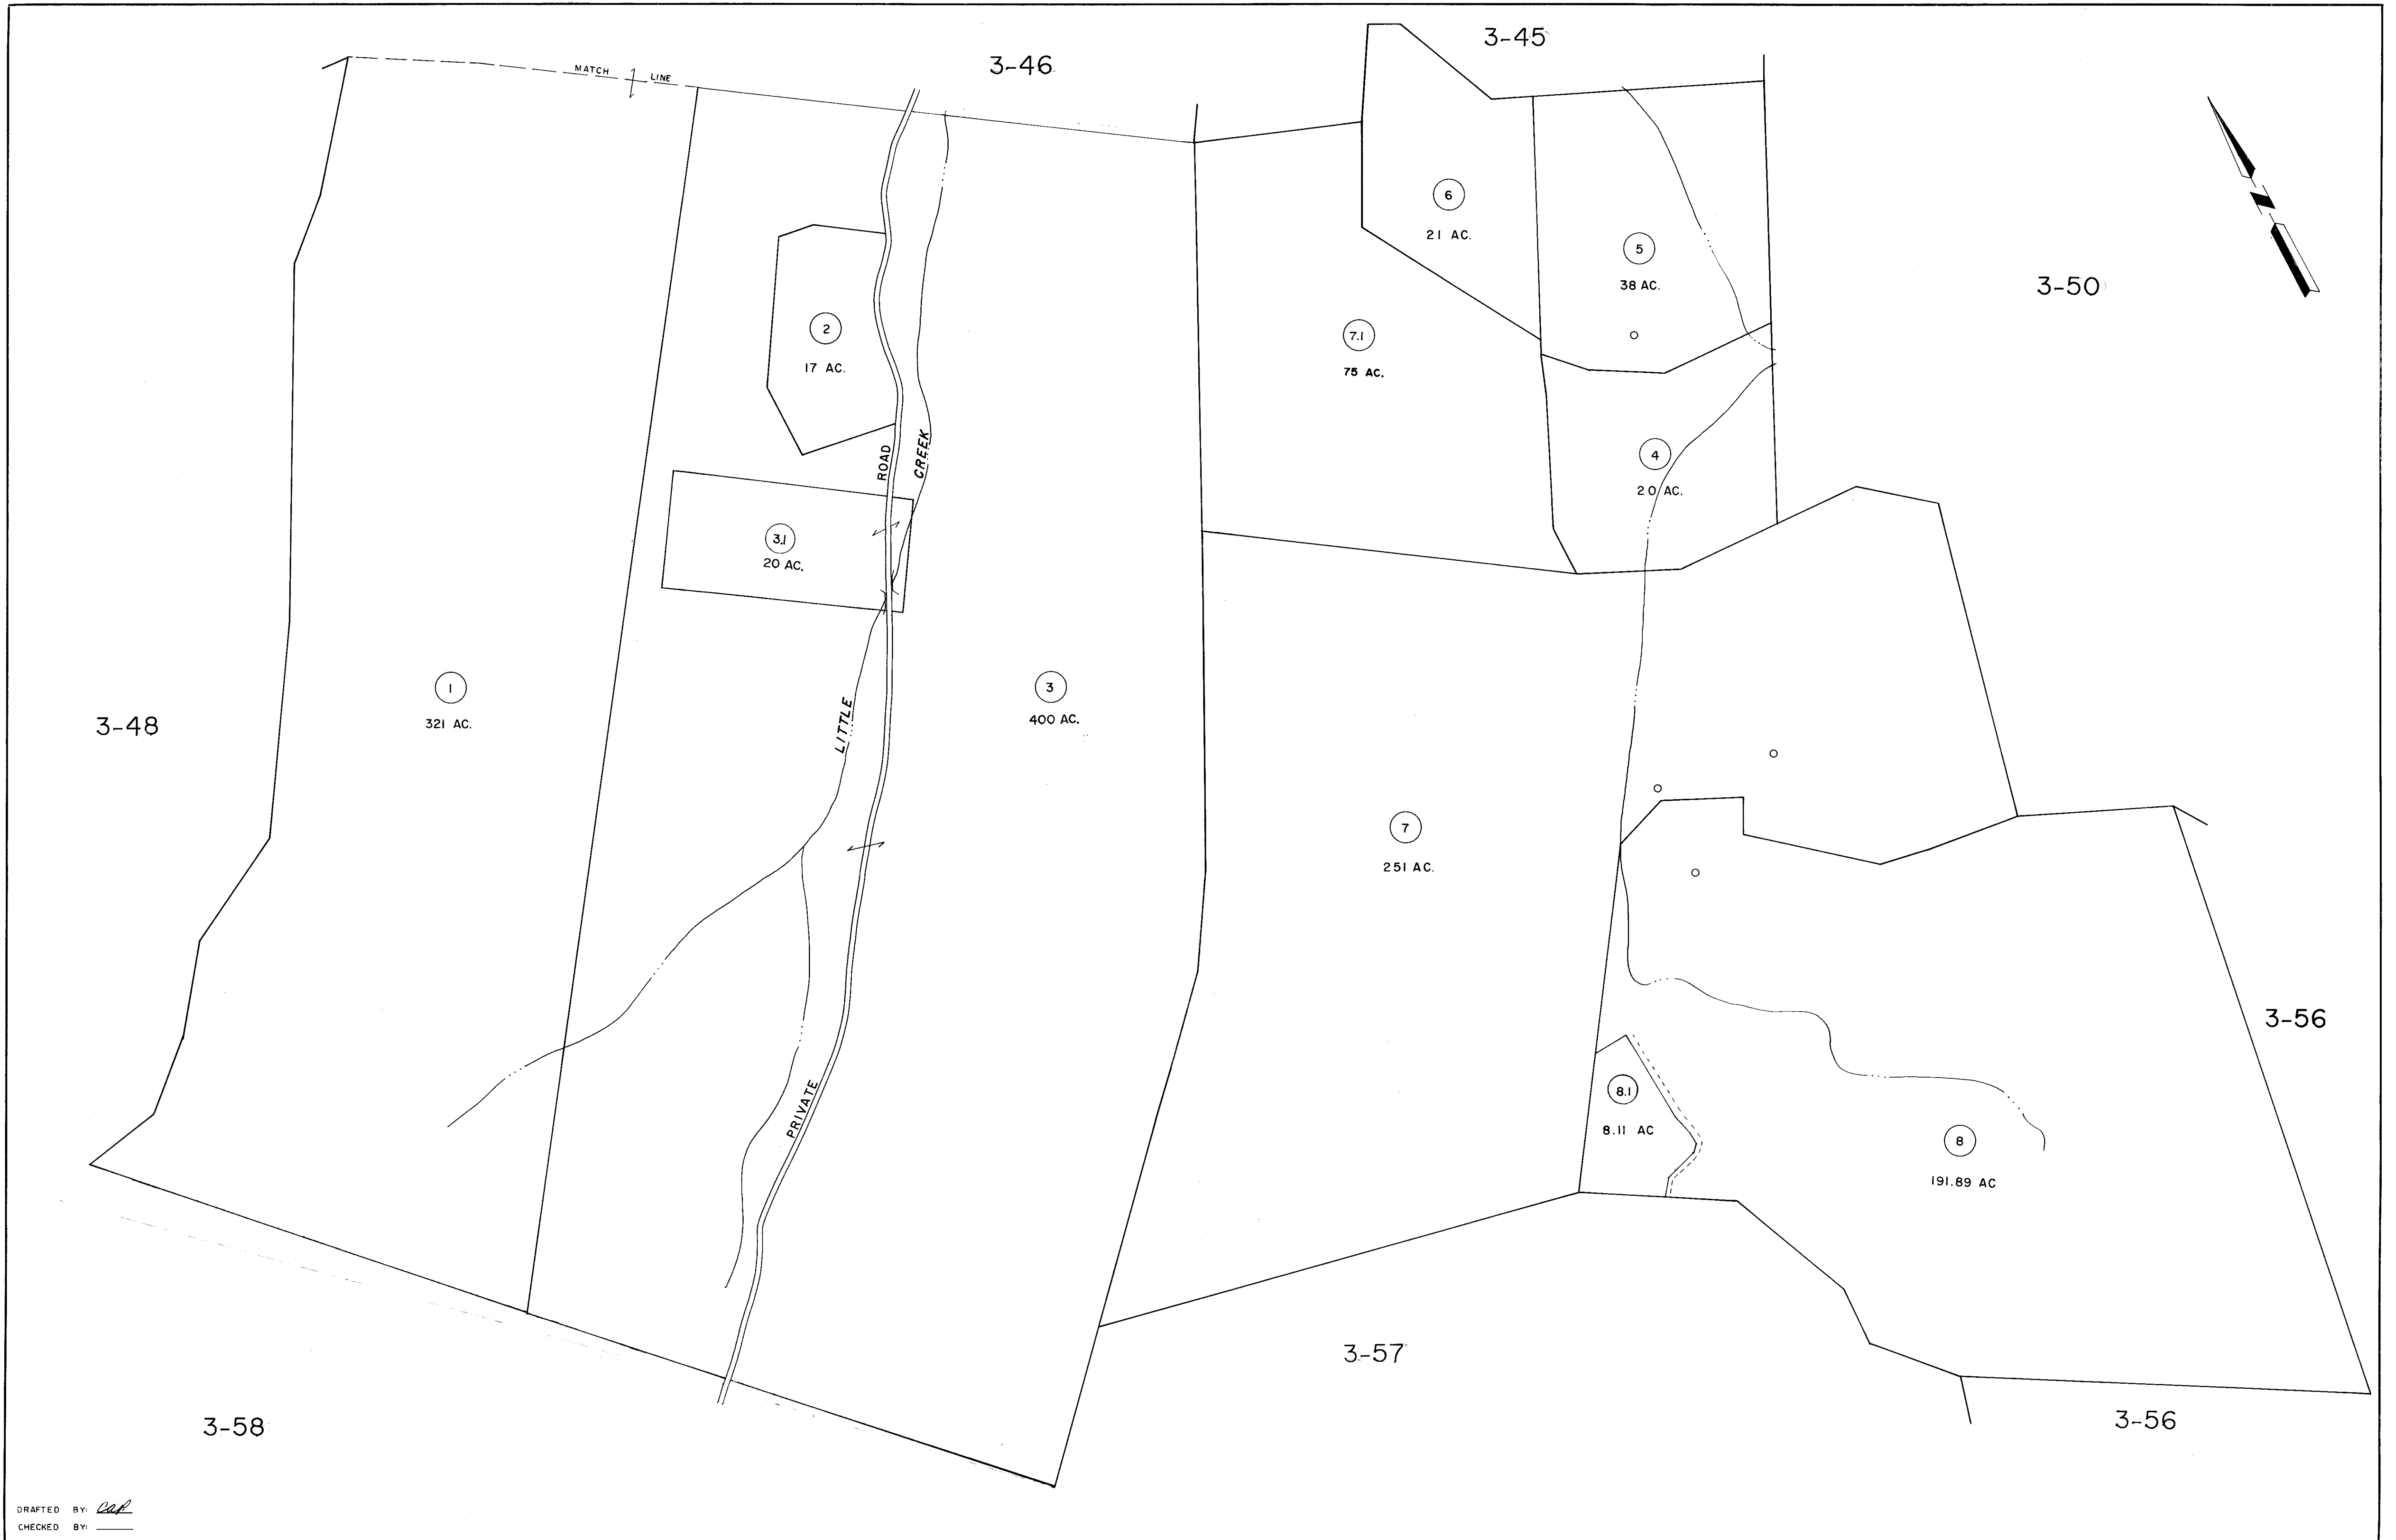 3-45
3-46
MATCH LINE
6
21 AC.
5
38 AC.
N
3-50
2
17 AC.
7.1
75 AC.
ROAD
CREEK
4
20 AC.
3.1
20 AC.
1
321 AC.
3
400 AC.
3-48
LITTLE
7
251 AC.
3-56
PRIVATE
8.1
8.11 AC
8
191.89 AC
3-57
3-58
3-56
DRAFTED BY: CAP
CHECKED BY: